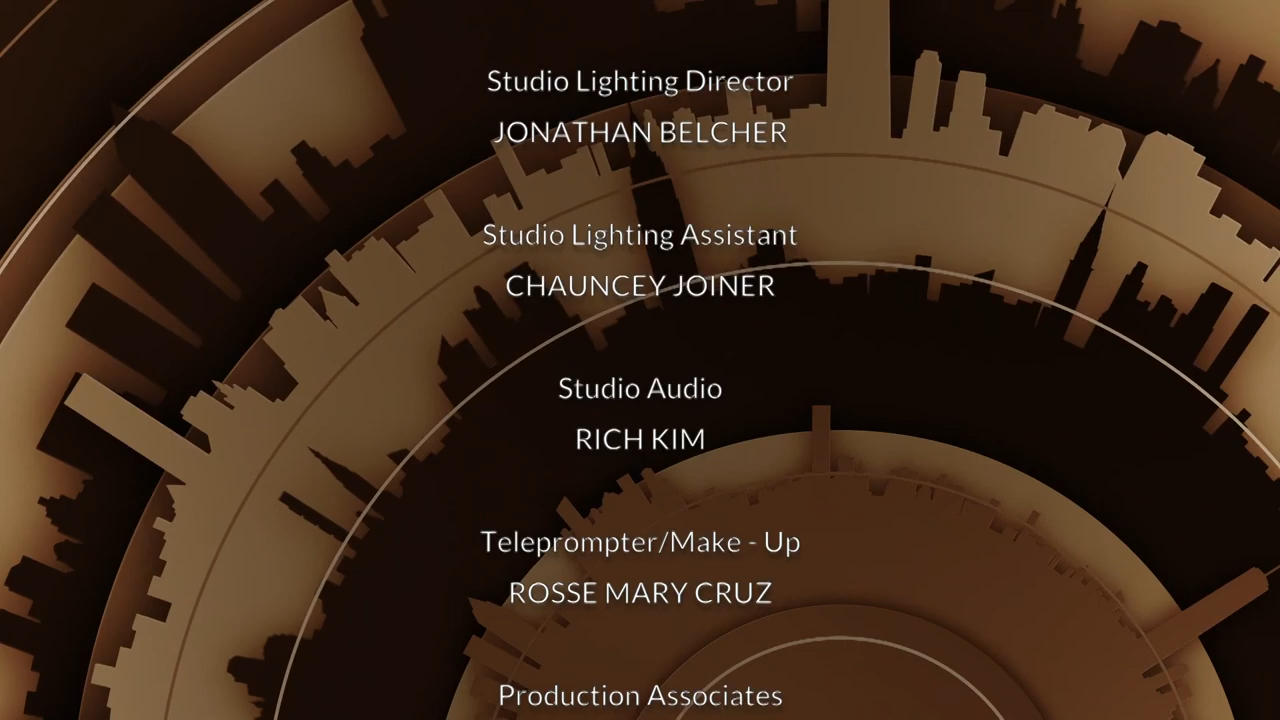 Studio Lighting Director
JONATHAN BELCHER
Studio Lighting Assistant
CHAUNCEY JOINER
Studio Audio
RICH KIM
Teleprompter/Make - Up
ROSSE MARY CRUZ
Production Associates